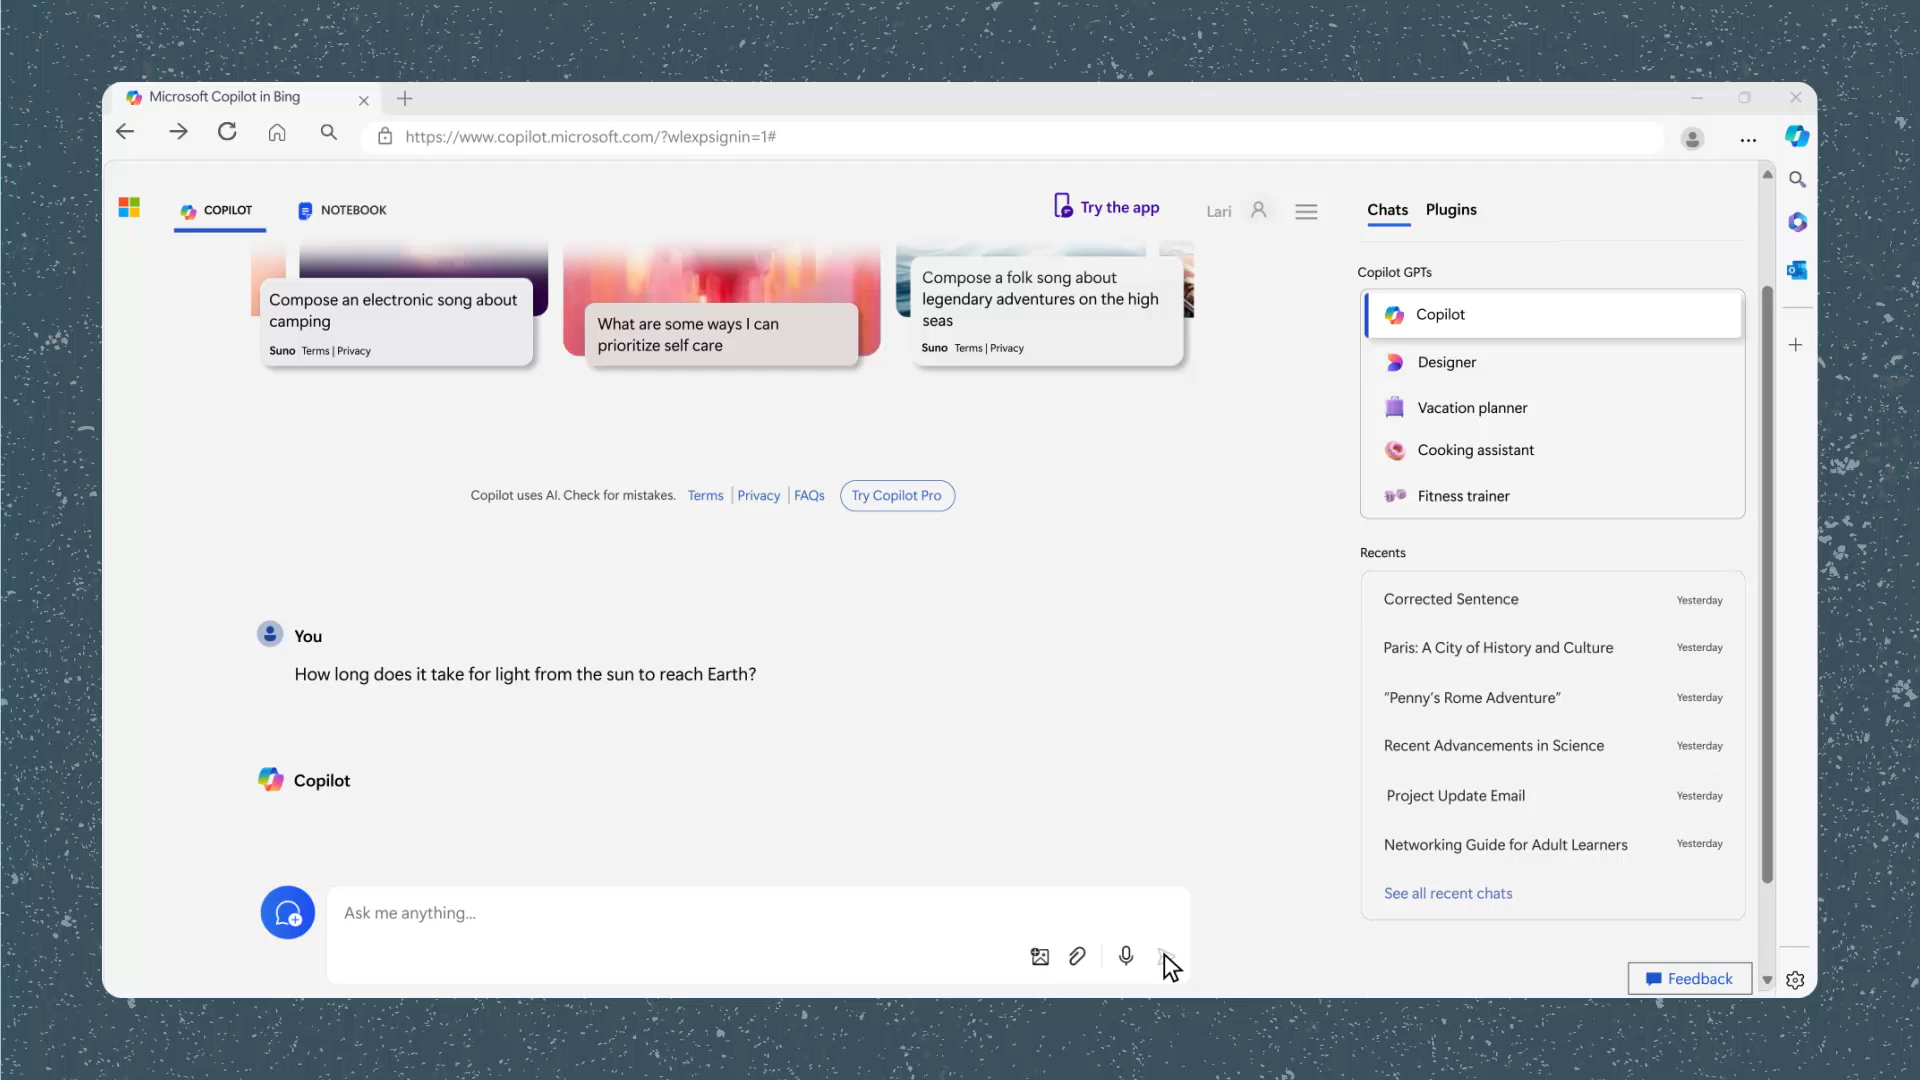 Microsoft Copilot in Bing
https://www.copilot.microsoft.com/?wlexpsignin=1#
COPILOT
NOTEBOOK
Try the app
Lari
Chats
Plugins
Compose an electronic song about
camping
Suno Terms | Privacy
What are some ways I can
prioritize self care
Compose a folk song about
legendary adventures on the high
seas
Suno Terms | Privacy
Copilot uses AI. Check for mistakes. Terms | Privacy | FAQs
Try Copilot Pro
You
How long does it take for light from the sun to reach Earth?
Copilot
Ask me anything...
Copilot GPTs
Copilot
Designer
Vacation planner
Cooking assistant
Fitness trainer
Recents
Corrected Sentence Yesterday
Paris: A City of History and Culture Yesterday
“Penny’s Rome Adventure” Yesterday
Recent Advancements in Science Yesterday
Project Update Email Yesterday
Networking Guide for Adult Learners Yesterday
See all recent chats
Feedback